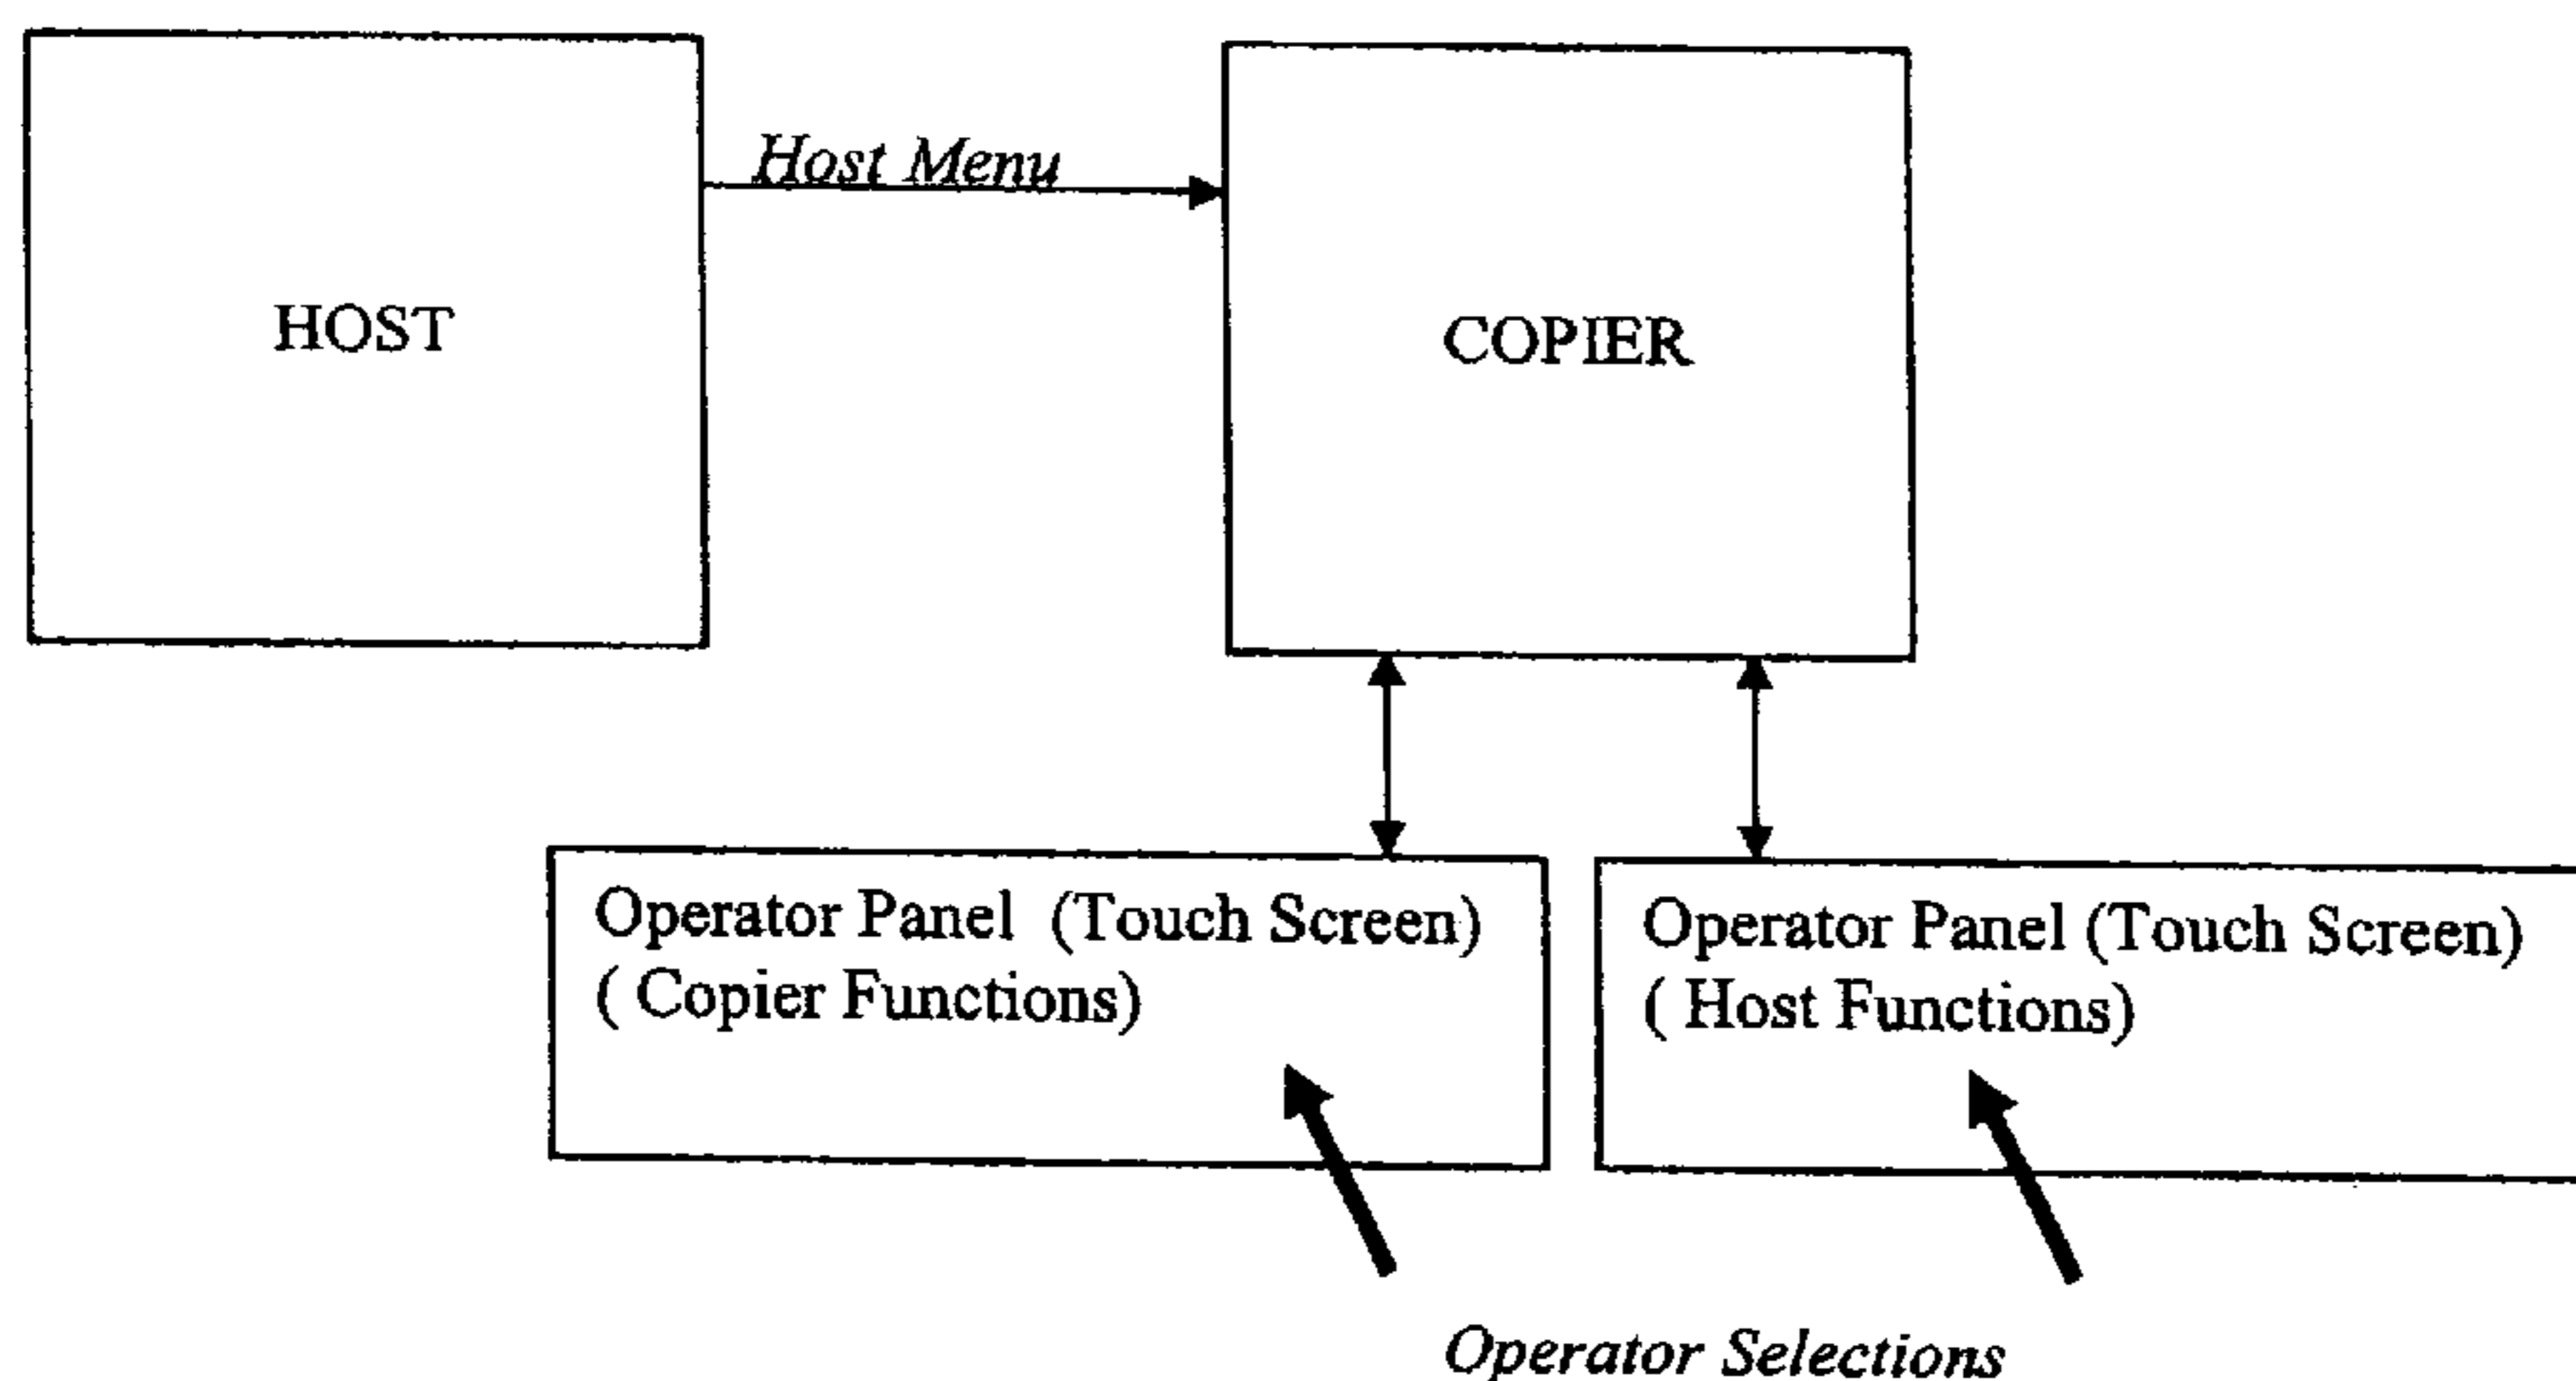 Host Menu
HOST
COPIER
Operator Panel (Touch Screen)
( Copier Functions)
Operator Panel (Touch Screen)
( Host Functions)
Operator Selections